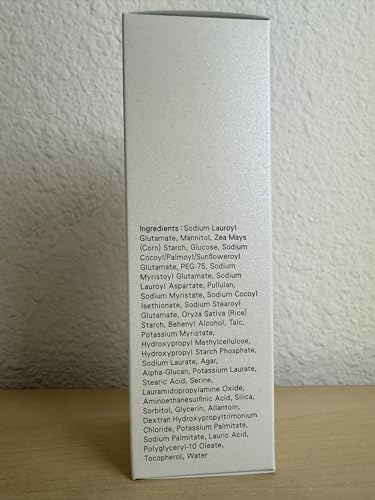 Ingredients : Sodium Lauroyl
Glutamate, Mannitol, Zea Mays
(Corn) Starch, Glucose, Sodium
Cocoyl/Palmoyl/Sunfloweroyl
Glutamate, PEG-75, Sodium
Myristoyl Glutamate, Sodium
Lauroyl Aspartate, Pullulan,
Sodium Myristate, Sodium Cocoyl
Isethionate, Sodium Stearoyl
Glutamate, Oryza Sativa (Rice)
Starch, Behenyl Alcohol, Talc,
Potassium Myristate,
Hydroxypropyl Methylcellulose,
Hydroxypropyl Starch Phosphate,
Sodium Laurate, Agar,
Alpha-Glucan, Potassium Laurate,
Stearic Acid, Serine,
Lauramidopropylamine Oxide,
Aminoethanesulfinic Acid, Silica,
Sorbitol, Glycerin, Allantoin,
Dextran Hydroxypropyltrimonium
Chloride, Potassium Palmitate,
Sodium Palmitate, Lauric Acid,
Polyglyceryl-10 Oleate,
Tocopherol, Water